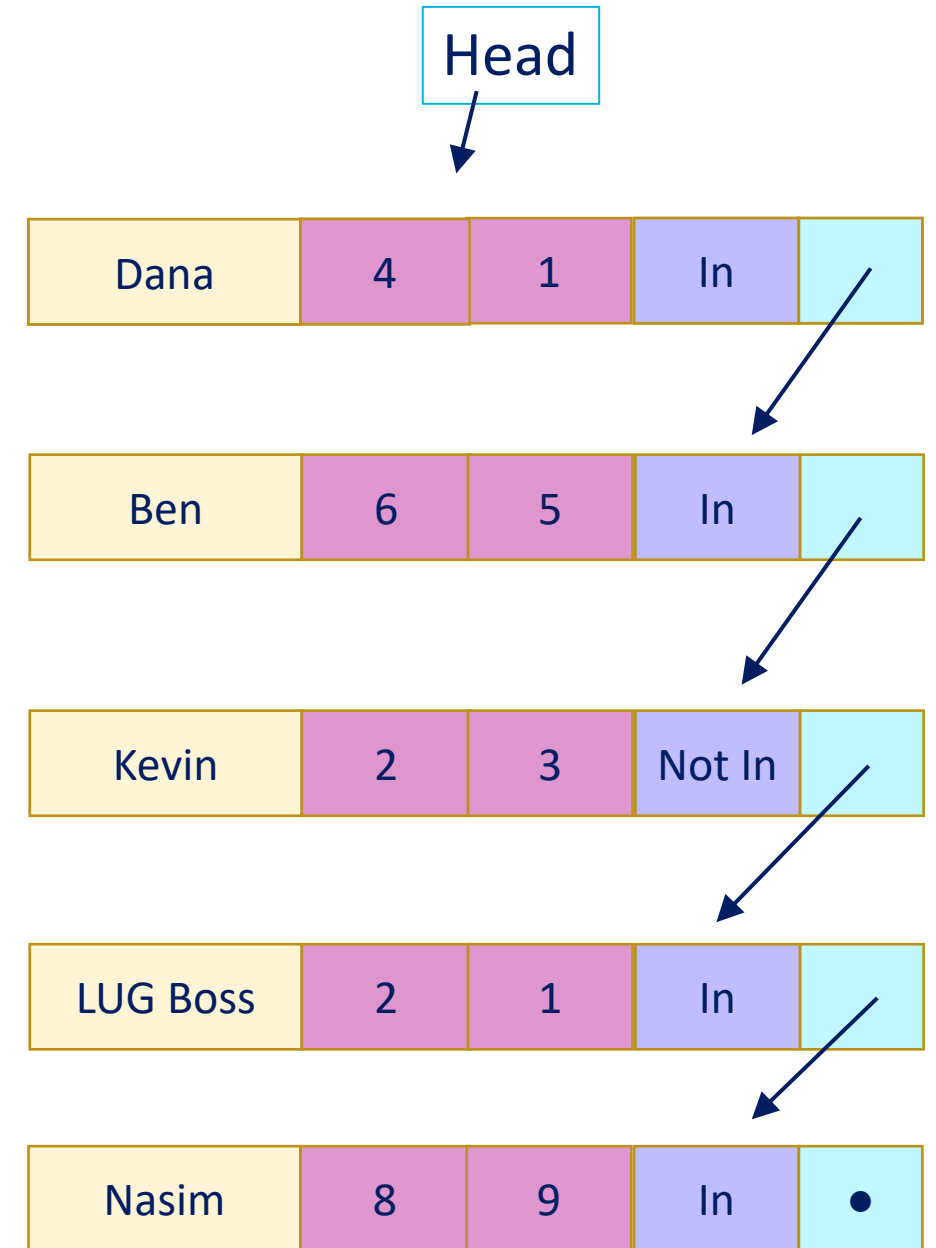 Head
Dana 4 1 In
Ben 6 5 In
Kevin 2 3 Not In
LUG Boss 2 1 In
Nasim 8 9 In